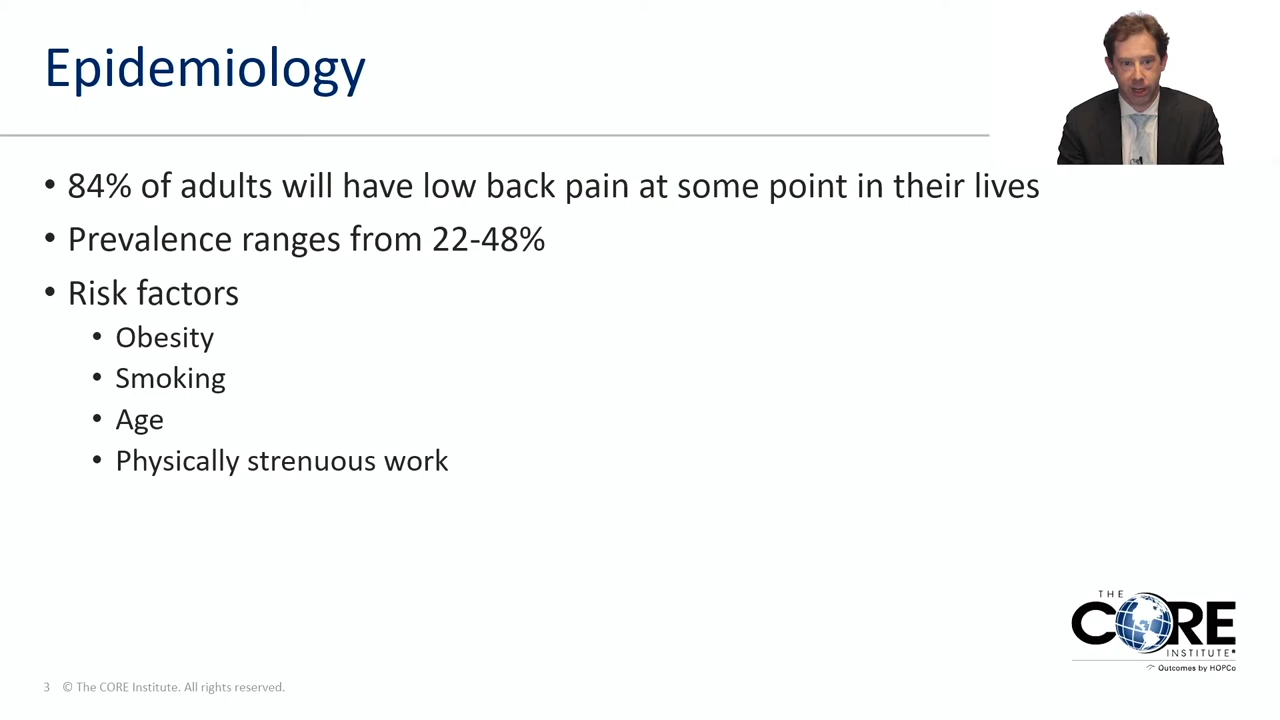 Epidemiology
• 84% of adults will have low back pain at some point in their lives
• Prevalence ranges from 22-48%
• Risk factors
• Obesity
• Smoking
• Age
• Physically strenuous work
THE
CORE
INSTITUTE
Outcomes by HOPCo
3 © The CORE Institute. All rights reserved.